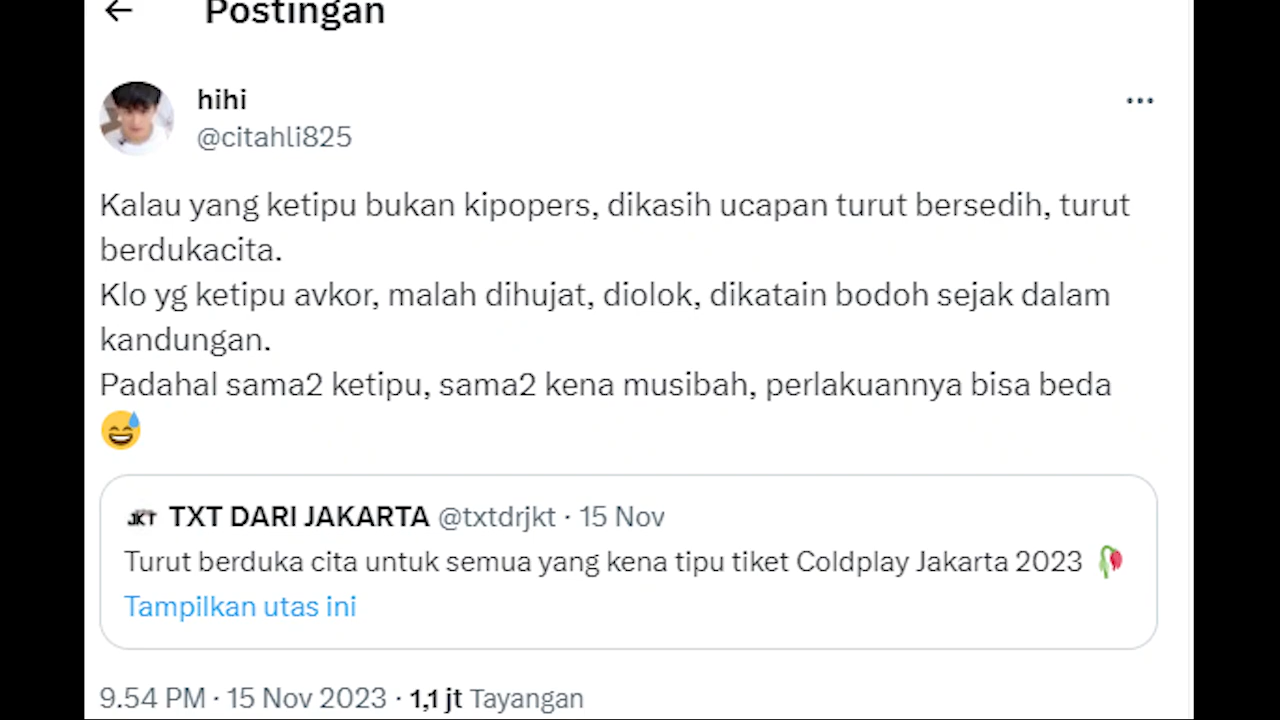 Postingan
hihi
@citahli825
Kalau yang ketipu bukan kipopers, dikasih ucapan turut bersedih, turut
berdukacita.
Klo yg ketipu avkor, malah dihujat, diolok, dikatain bodoh sejak dalam
kandungan.
Padahal sama2 ketipu, sama2 kena musibah, perlakuannya bisa beda
😅
JKT TXT DARI JAKARTA @txtdrjkt · 15 Nov
Turut berduka cita untuk semua yang kena tipu tiket Coldplay Jakarta 2023 🥀
Tampilkan utas ini
9.54 PM · 15 Nov 2023 · 1,1 jt Tayangan